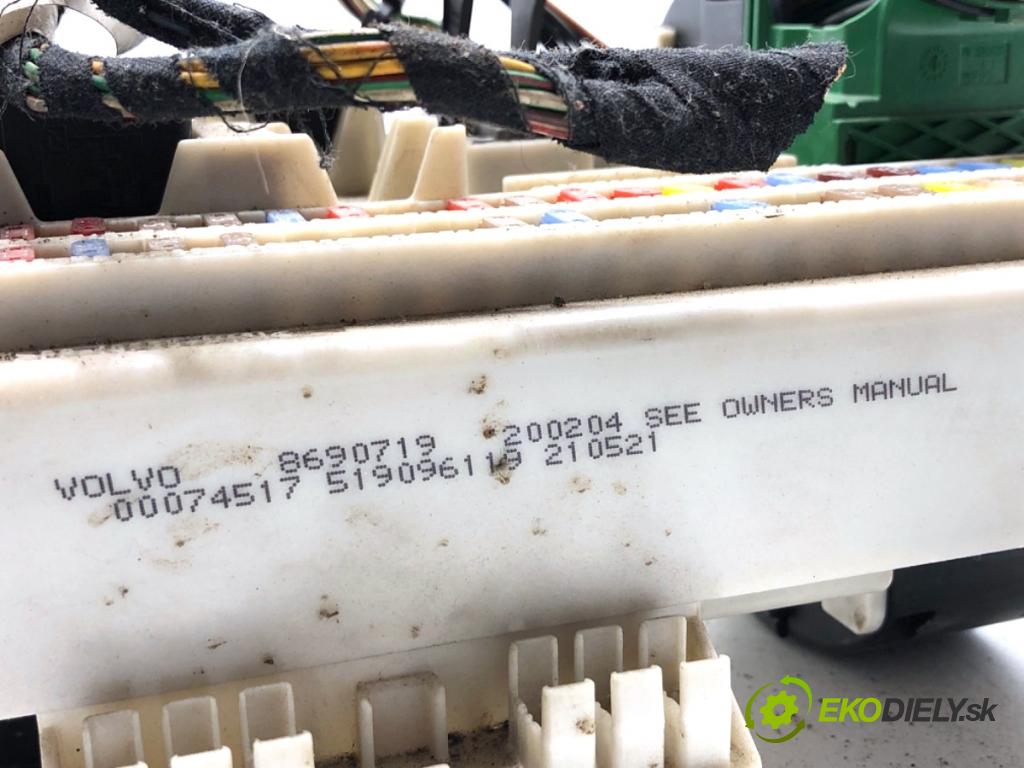 VOLVO 8690719 200204 SEE OWNERS MANUAL
00074517 519096119 210521
EKODIELY.sk